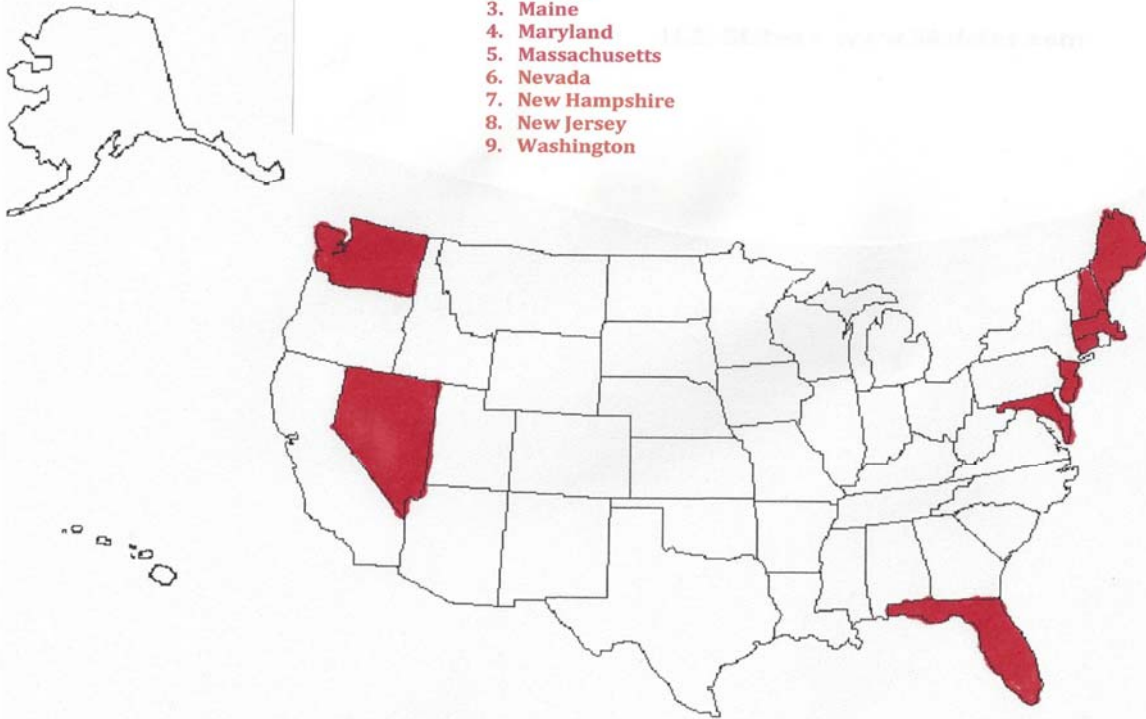 3. Maine
4. Maryland
5. Massachusetts
6. Nevada
7. New Hampshire
8. New Jersey
9. Washington